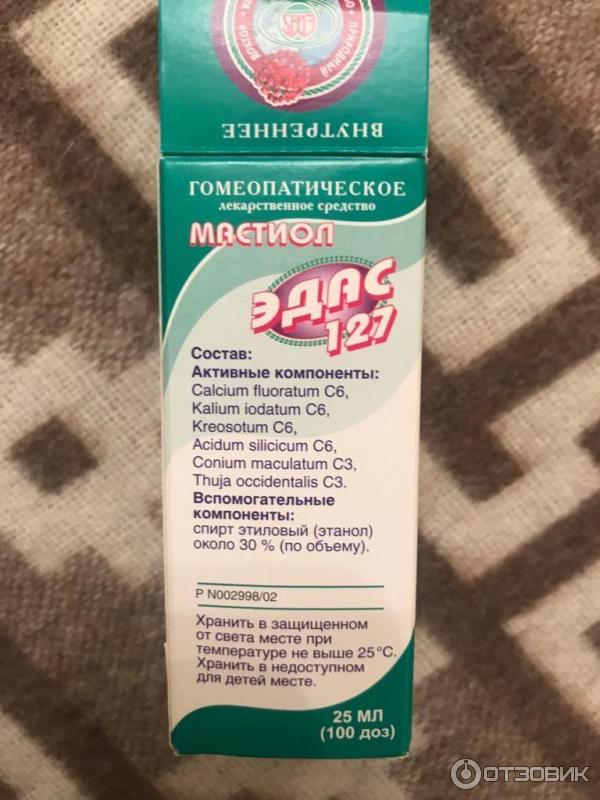 ПРИРОДНЫЙ
ДОКТОР
ВНУТРЕННЕЕ
ГОМЕОПАТИЧЕСКОЕ
лекарственное средство
МАСТИОЛ
ЭДАС
127
Состав:
Активные компоненты:
Calcium fluoratum C6,
Kalium iodatum C6,
Kreosotum C6,
Acidum silicicum C6,
Conium maculatum C3,
Thuja occidentalis C3.
Вспомогательные
компоненты:
спирт этиловый (этанол)
около 30 % (по объему).
Р N002998/02
Хранить в защищенном
от света месте при
температуре не выше 25°С.
Хранить в недоступном
для детей месте.
25 МЛ
(100 доз)
ОТЗОВИК